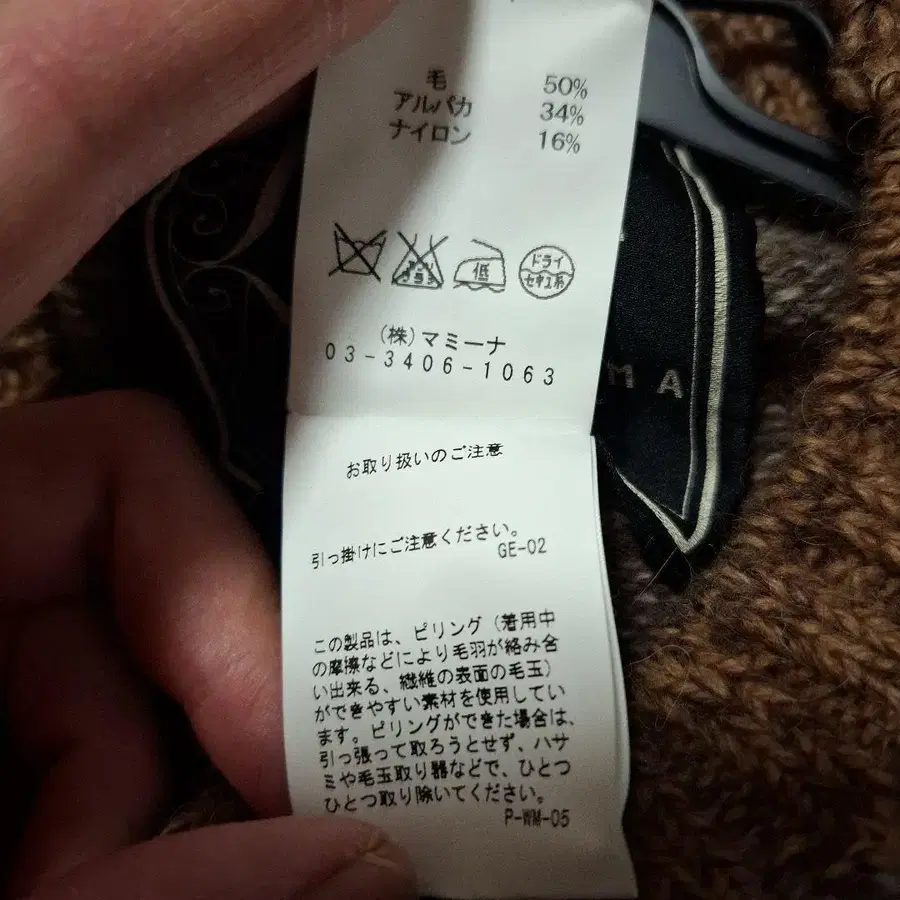 毛 50%
アルパカ 34%
ナイロン 16%
エンソサラシ
低
ドライ
セキユ系
(株)マミーナ
03-3406-1063
MA
お取り扱いのご注意
引っ掛けにご注意ください。
GE-02
この製品は、ピリング(着用中
の摩擦などにより毛羽が絡み合
い出来る、繊維の表面の毛玉)
ができやすい素材を使用してい
ます。ピリングができた場合は、
引っ張って取ろうとせず、ハサ
ミや毛玉取り器などで、ひとつ
ひとつ取り除いてください。
P-WM-05